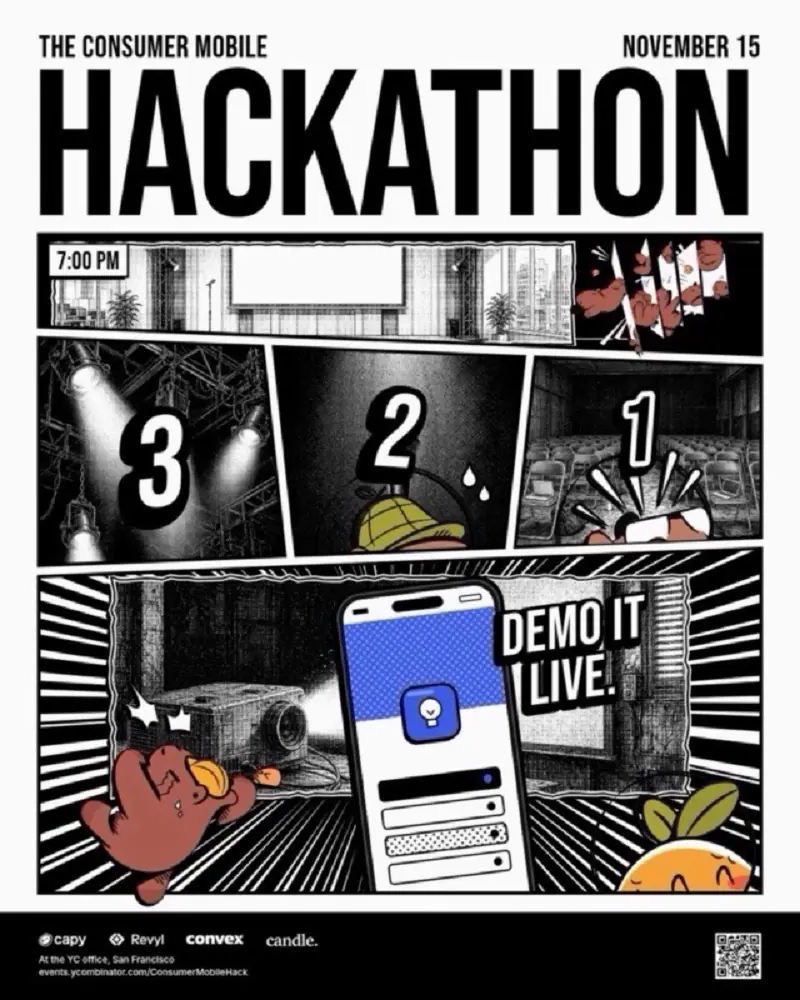 THE CONSUMER MOBILE
NOVEMBER 15
HACKATHON
7:00 PM
3
2
1
DEMO IT
LIVE.
capy
Revyl
convex
candle.
At the YC office, San Francisco
events.ycombinator.com/ConsumerMobileHack